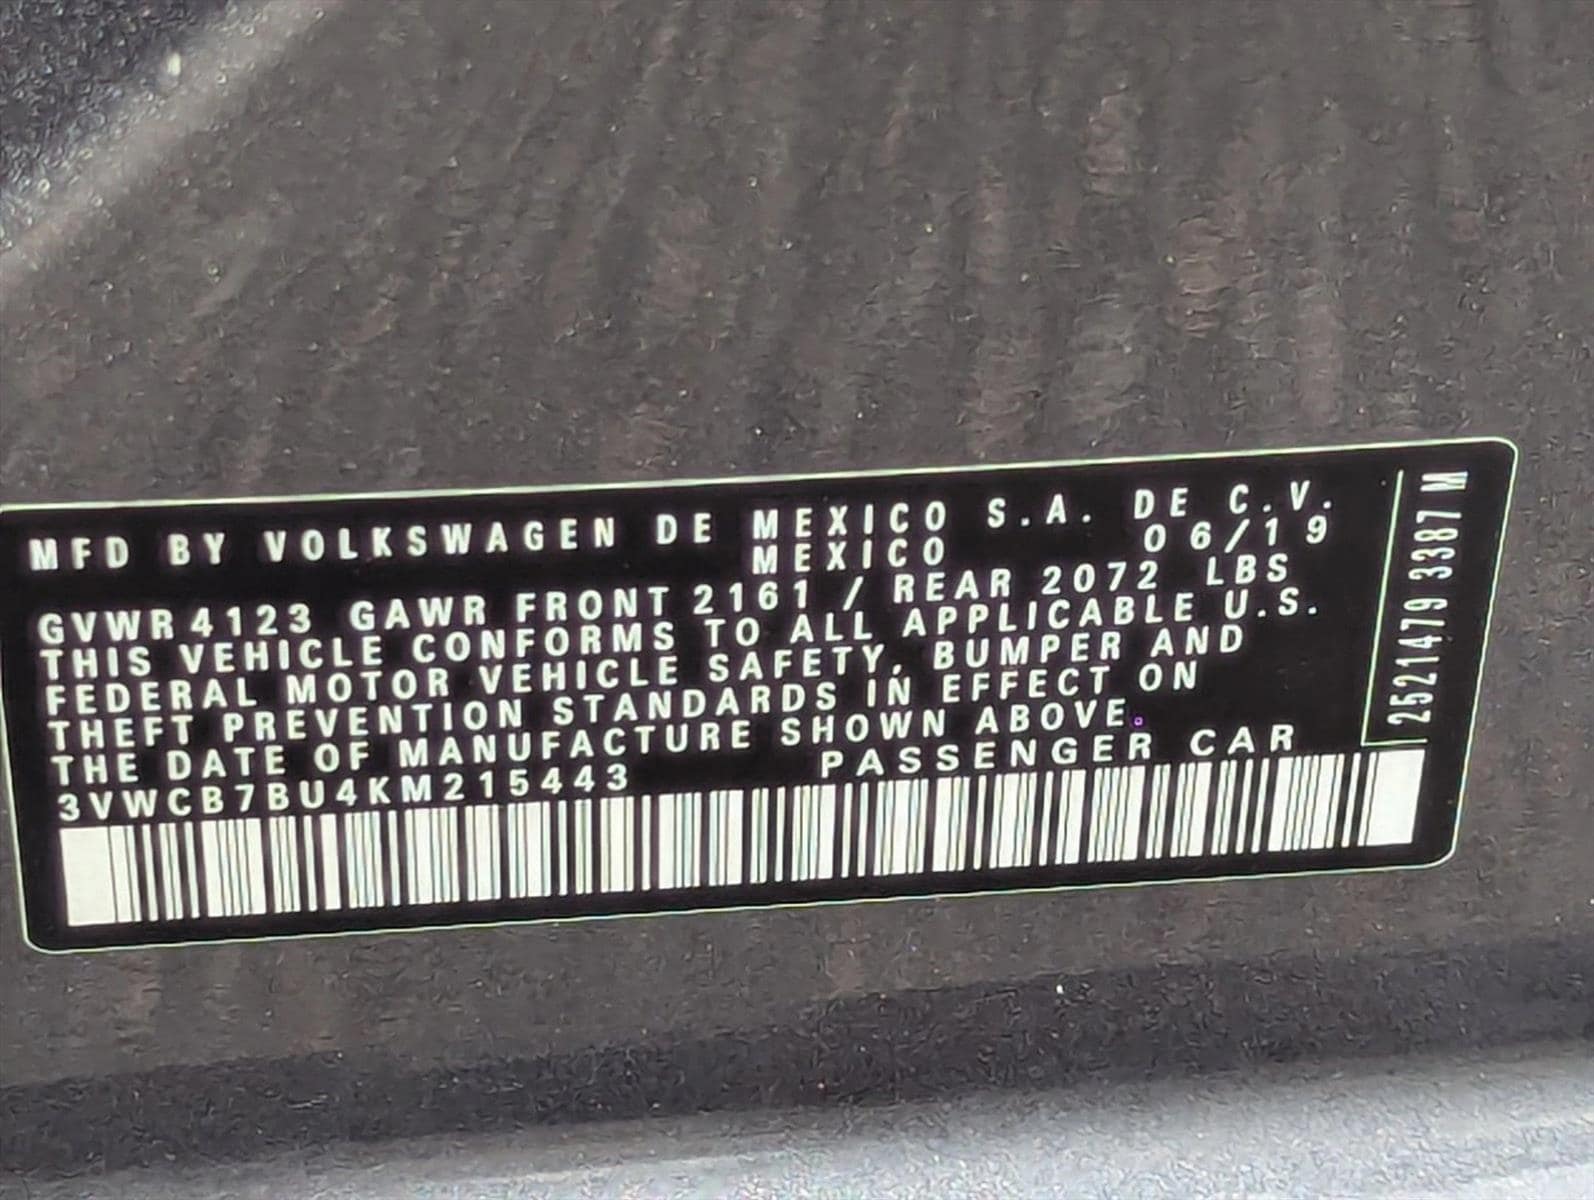 MFD BY VOLKSWAGEN DE MEXICO S.A. DE C.V.
MEXICO 06/19
GVWR 4123 GAWR FRONT 2161 / REAR 2072 LBS
THIS VEHICLE CONFORMS TO ALL APPLICABLE U.S.
FEDERAL MOTOR VEHICLE SAFETY, BUMPER AND
THEFT PREVENTION STANDARDS IN EFFECT ON
THE DATE OF MANUFACTURE SHOWN ABOVE.
3VWCB7BU4KM215443 PASSENGER CAR
2521479 3387 M